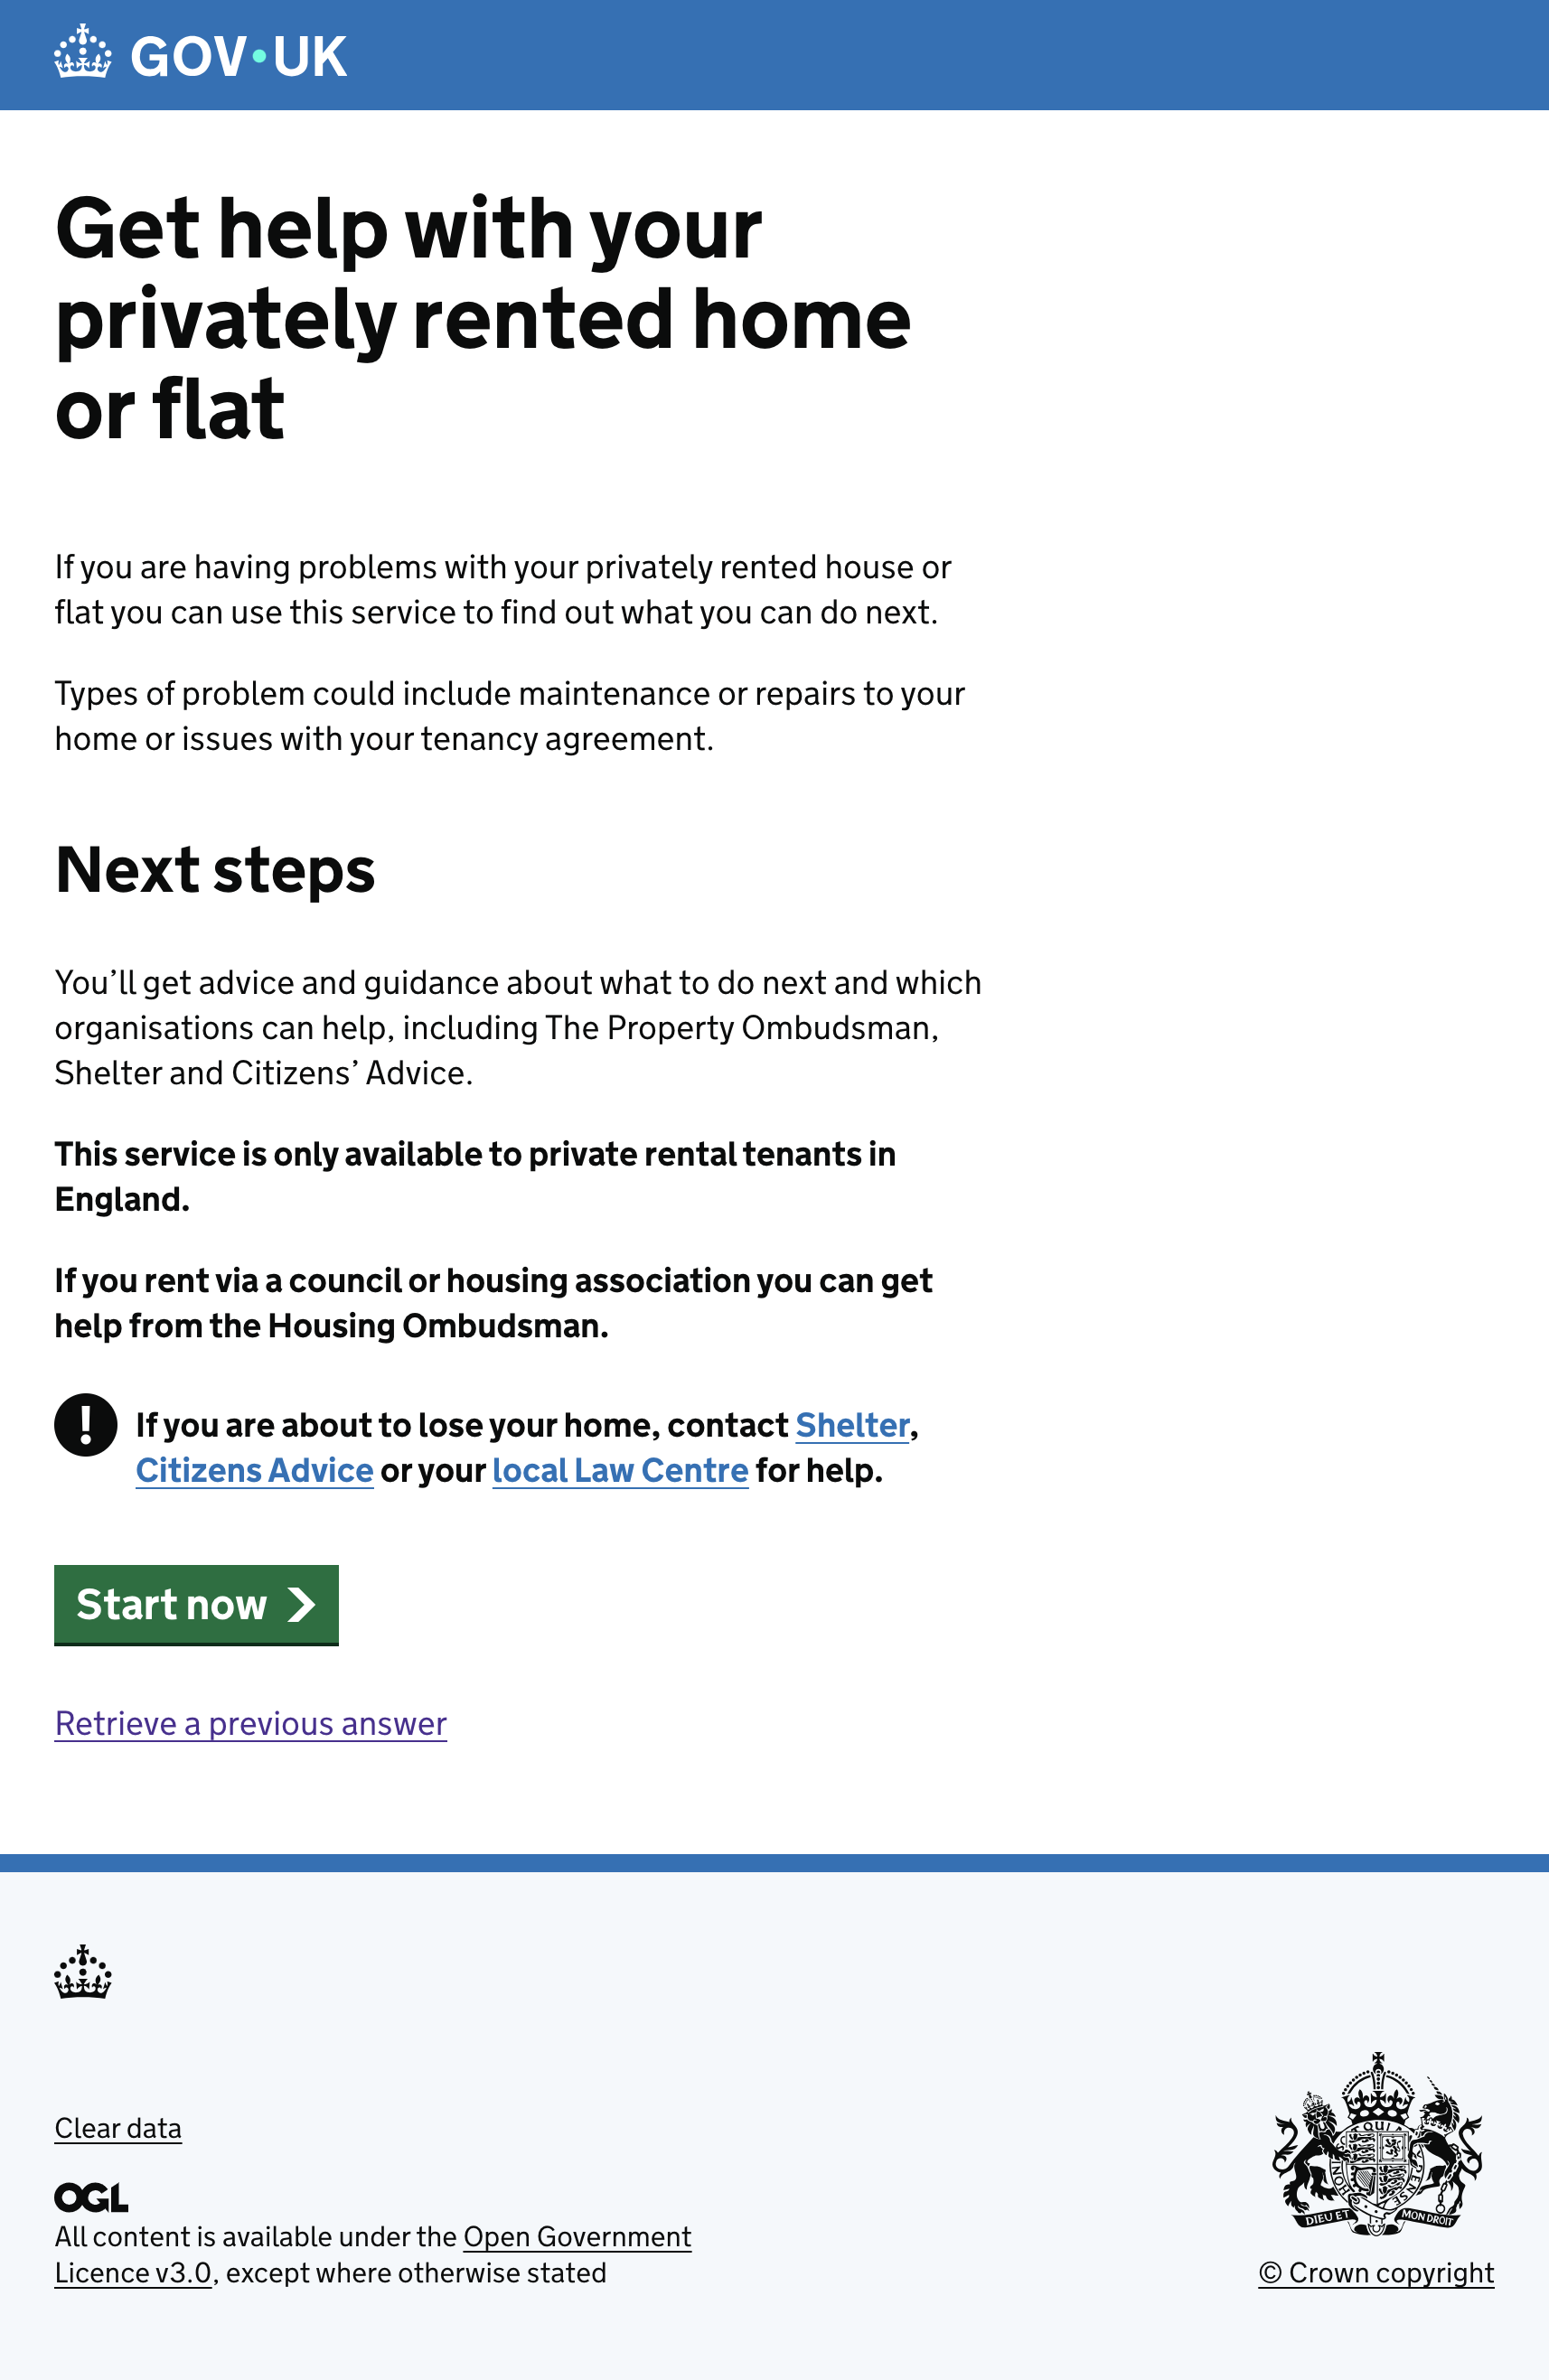 GOV·UK
Get help with your
privately rented home
or flat
If you are having problems with your privately rented house or
flat you can use this service to find out what you can do next.
Types of problem could include maintenance or repairs to your
home or issues with your tenancy agreement.
Next steps
You’ll get advice and guidance about what to do next and which
organisations can help, including The Property Ombudsman,
Shelter and Citizens’ Advice.
This service is only available to private rental tenants in
England.
If you rent via a council or housing association you can get
help from the Housing Ombudsman.
! If you are about to lose your home, contact Shelter,
Citizens Advice or your local Law Centre for help.
Start now
Retrieve a previous answer
Clear data
OGL
All content is available under the Open Government
Licence v3.0, except where otherwise stated
DIEU ET MON DROIT
© Crown copyright